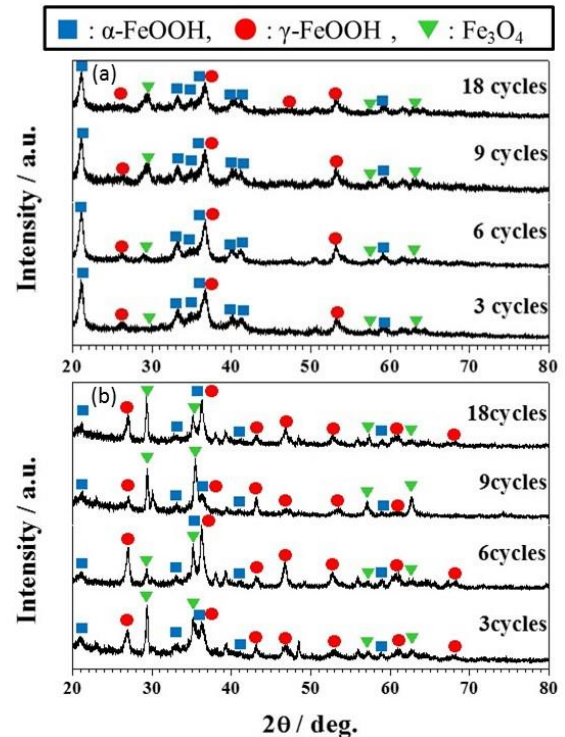 : α-FeOOH, : γ-FeOOH , : Fe₃O₄
(a)
18 cycles
9 cycles
6 cycles
3 cycles
Intensity / a.u.
20 30 40 50 60 70 80
(b)
18cycles
9cycles
6cycles
3cycles
Intensity / a.u.
20 30 40 50 60 70 80
2θ / deg.